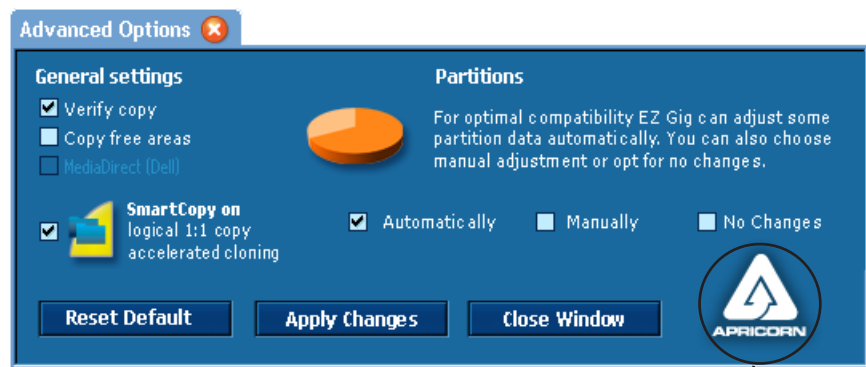 Advanced Options
General settings
Verify copy
Copy free areas
MediaDirect (Dell)
SmartCopy on
logical 1:1 copy
accelerated cloning
Partitions
For optimal compatibility EZ Gig can adjust some
partition data automatically. You can also choose
manual adjustment or opt for no changes.
Automatically
Manually
No Changes
Reset Default
Apply Changes
Close Window
APRICORN